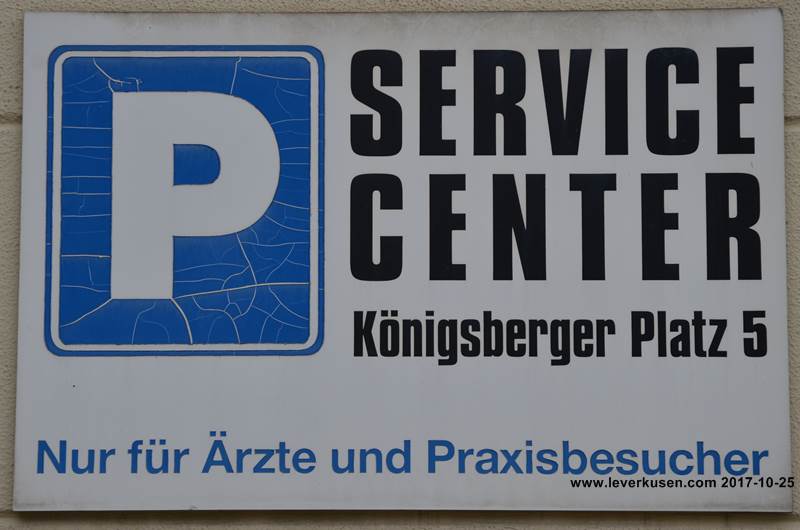 P
SERVICE
CENTER
Königsberger Platz 5
Nur für Ärzte und Praxisbesucher
www.leverkusen.com 2017-10-25